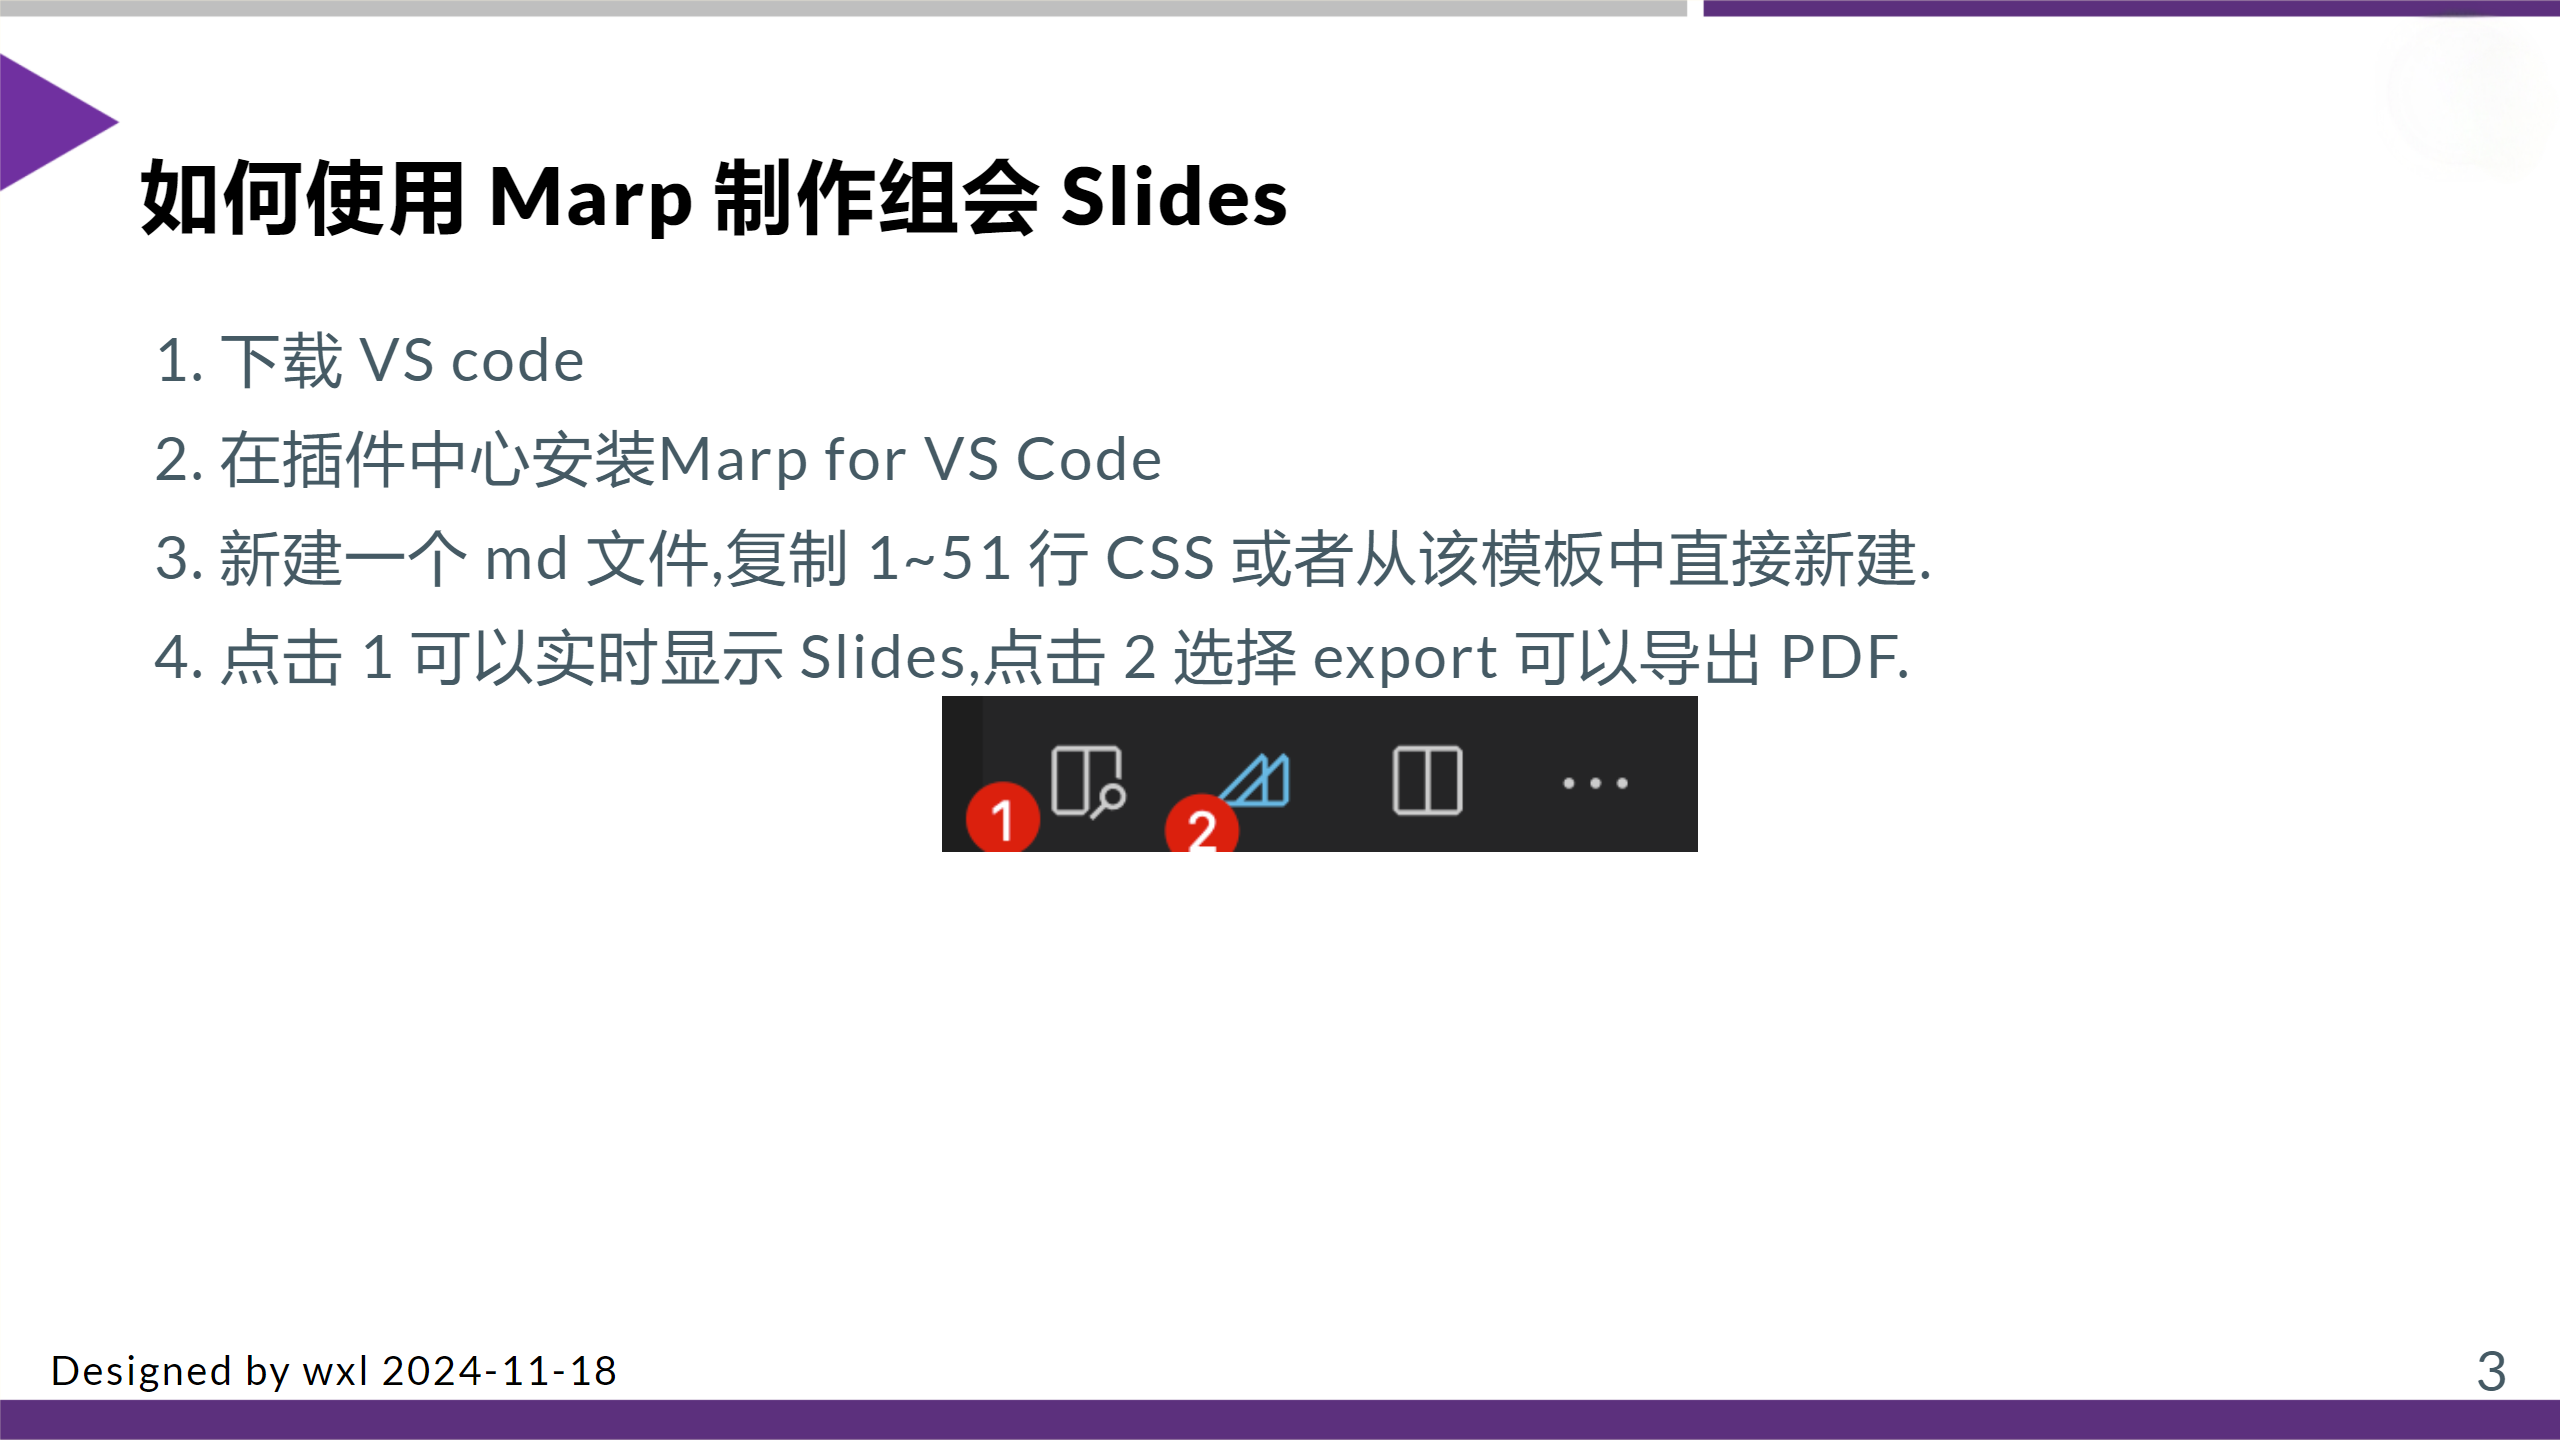 如何使用 Marp 制作组会 Slides
1. 下载 VS code
2. 在插件中心安装Marp for VS Code
3. 新建一个 md 文件,复制 1~51 行 CSS 或者从该模板中直接新建.
4. 点击 1 可以实时显示 Slides,点击 2 选择 export 可以导出 PDF.
1 2
Designed by wxl 2024-11-18
3